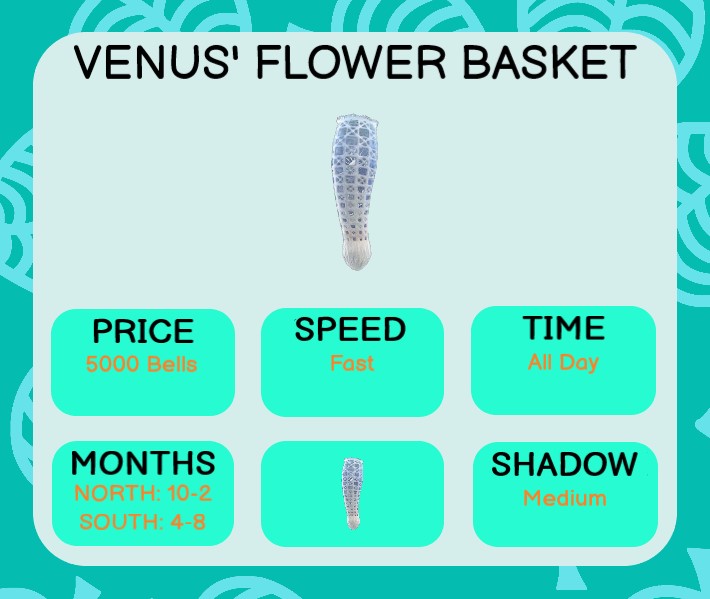 VENUS' FLOWER BASKET
PRICE
5000 Bells
SPEED
Fast
TIME
All Day
MONTHS
NORTH: 10-2
SOUTH: 4-8
SHADOW
Medium